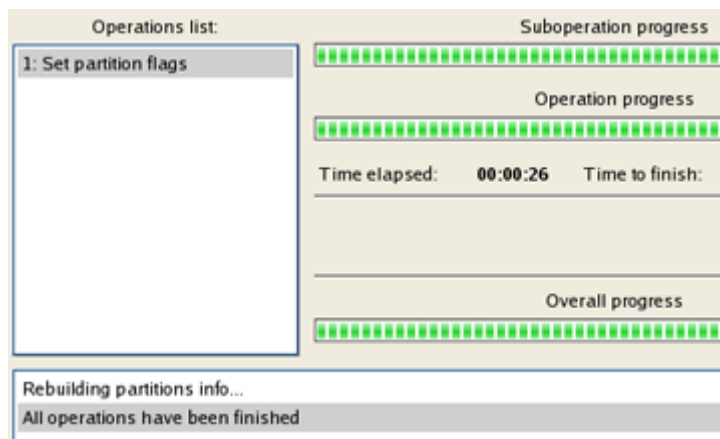 Operations list:
1: Set partition flags
Suboperation progress
Operation progress
Time elapsed: 00:00:26 Time to finish:
Overall progress
Rebuilding partitions info...
All operations have been finished